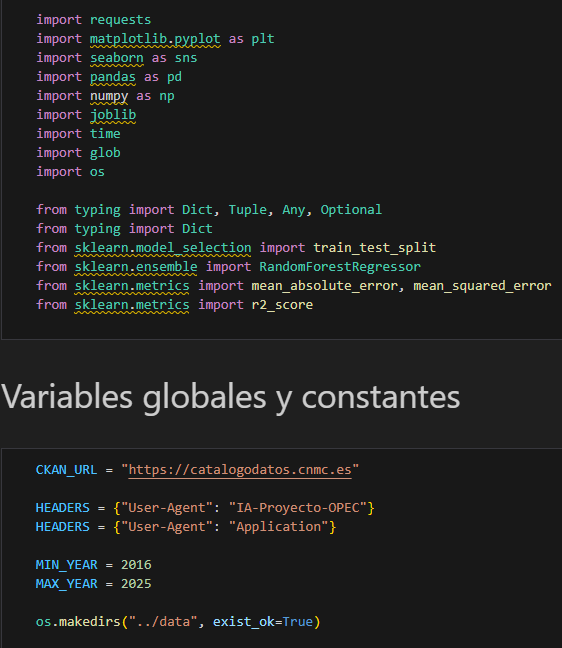 import requests
import matplotlib.pyplot as plt
import seaborn as sns
import pandas as pd
import numpy as np
import joblib
import time
import glob
import os
from typing import Dict, Tuple, Any, Optional
from typing import Dict
from sklearn.model_selection import train_test_split
from sklearn.ensemble import RandomForestRegressor
from sklearn.metrics import mean_absolute_error, mean_squared_error
from sklearn.metrics import r2_score
Variables globales y constantes
CKAN_URL = "https://catalogodatos.cnmc.es"
HEADERS = {"User-Agent": "IA-Proyecto-OPEC"}
HEADERS = {"User-Agent": "Application"}
MIN_YEAR = 2016
MAX_YEAR = 2025
os.makedirs("../data", exist_ok=True)